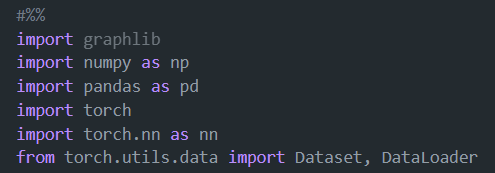 #%%
import graphlib
import numpy as np
import pandas as pd
import torch
import torch.nn as nn
from torch.utils.data import Dataset, DataLoader